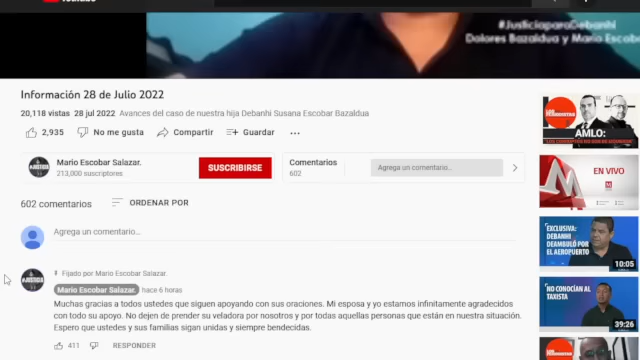 #JusticiaparaDebanhi
Dolores Bazaldua y Mario Escobar
Información 28 de Julio 2022
20,118 vistas 28 jul 2022 Avances del caso de nuestra hija Debanhi Susana Escobar Bazaldua
2,935 No me gusta Compartir Guardar ...
Mario Escobar Salazar.
213,000 suscriptores
SUSCRIBIRSE
Comentarios
602
Agrega un comentario...
602 comentarios ORDENAR POR
Agrega un comentario...
Fijado por Mario Escobar Salazar.
Mario Escobar Salazar. hace 6 horas
Muchas gracias a todos ustedes que siguen apoyando con sus oraciones. Mi esposa y yo estamos infinitamente agradecidos
con todo su apoyo. No dejen de prender su veladora por nosotros y por todas aquellas personas que están en nuestra situación.
Espero que ustedes y sus familias sigan unidas y siempre bendecidas.
411 RESPONDER
#JUSTICIA
AMLO:
EN VIVO
EXCLUSIVA:
DEBANHI
DEAMBULÓ POR
EL AEROPUERTO
10:05
NO CONOCÍAN AL
TAXISTA
39:26